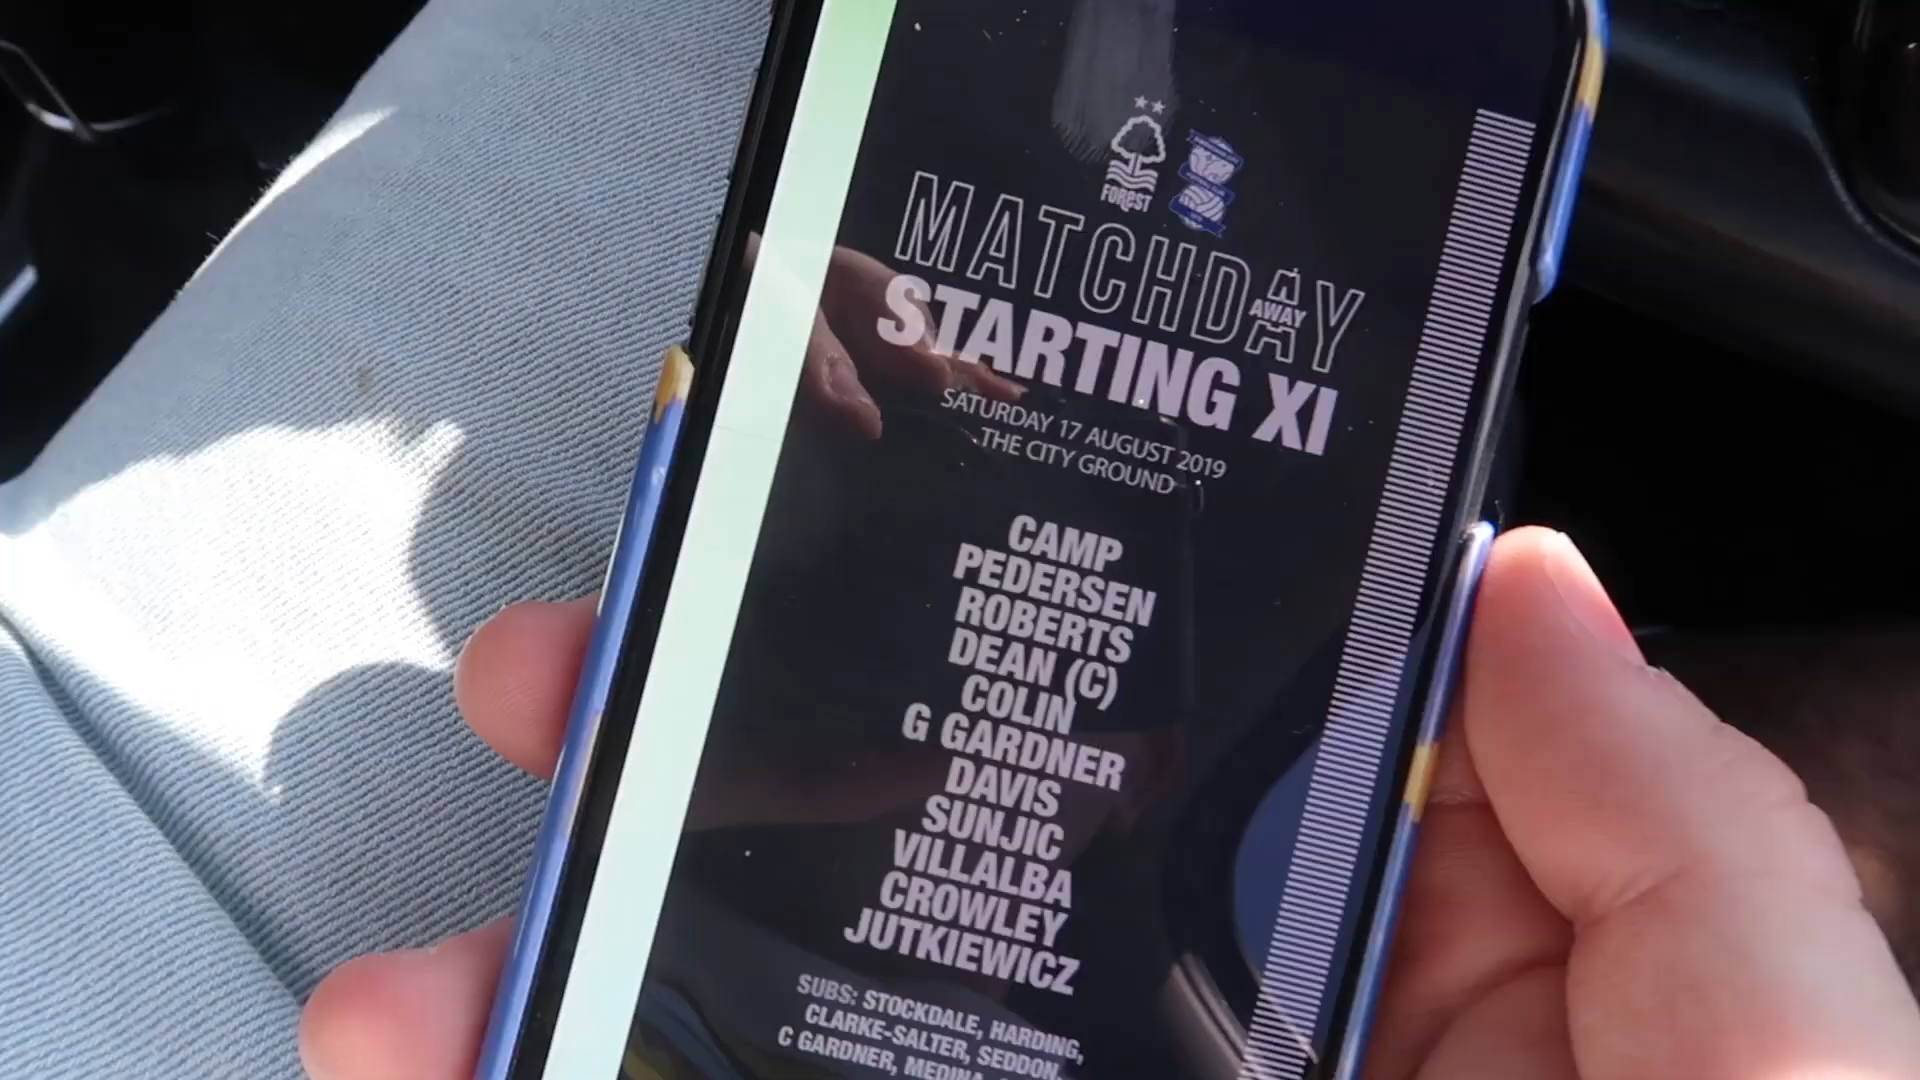 FOREST
MATCHDAY
AWAY
STARTING XI
SATURDAY 17 AUGUST 2019
THE CITY GROUND
CAMP
PEDERSEN
ROBERTS
DEAN (C)
COLIN
G GARDNER
DAVIS
SUNJIC
VILLALBA
CROWLEY
JUTKIEWICZ
SUBS: STOCKDALE, HARDING,
CLARKE-SALTER, SEDDON,
C GARDNER, MEDINA,